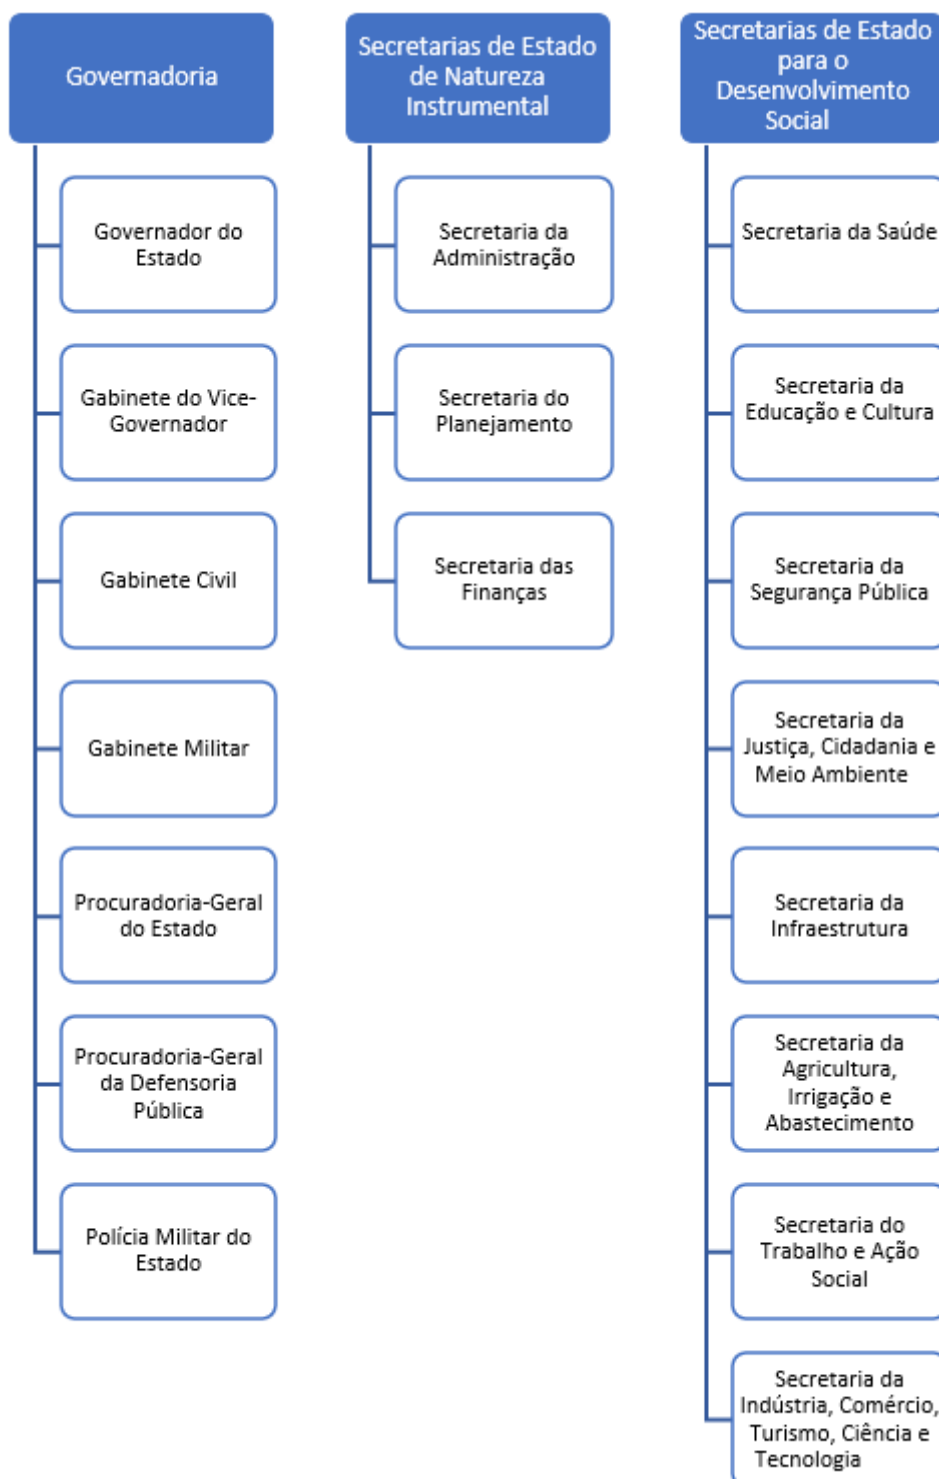 Governadoria
Governador do
Estado
Gabinete do Vice-
Governador
Gabinete Civil
Gabinete Militar
Procuradoria-Geral
do Estado
Procuradoria-Geral
da Defensoria
Pública
Polícia Militar do
Estado
Secretarias de Estado
de Natureza
Instrumental
Secretaria da
Administração
Secretaria do
Planejamento
Secretaria das
Finanças
Secretarias de Estado
para o
Desenvolvimento
Social
Secretaria da Saúde
Secretaria da
Educação e Cultura
Secretaria da
Segurança Pública
Secretaria da
Justiça, Cidadania e
Meio Ambiente
Secretaria da
Infraestrutura
Secretaria da
Agricultura,
Irrigação e
Abastecimento
Secretaria do
Trabalho e Ação
Social
Secretaria da
Indústria, Comércio,
Turismo, Ciência e
Tecnologia